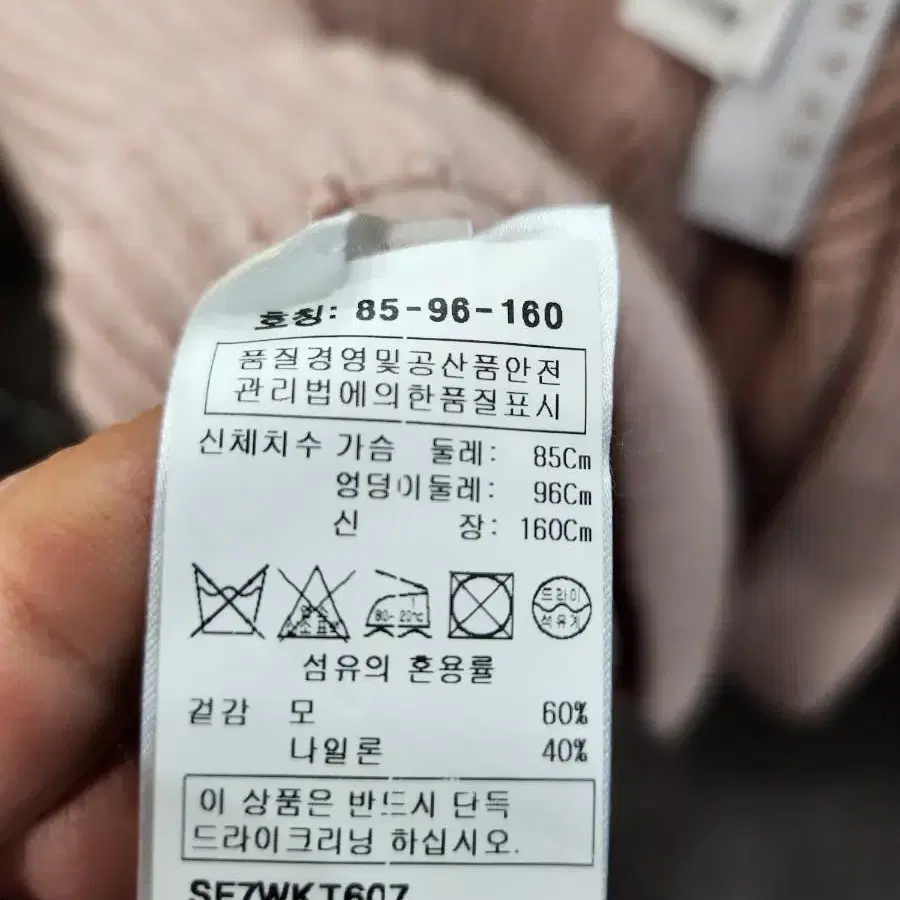 호칭: 85-96-160
품질경영및공산품안전
관리법에의한품질표시
신체치수 가슴 둘레: 85Cm
엉덩이둘레: 96Cm
신 장: 160Cm
80-120℃
드라이
석유계
섬유의 혼용률
겉감 모 60%
나일론 40%
이 상품은 반드시 단독
드라이크리닝 하십시오.
SE7WKT607